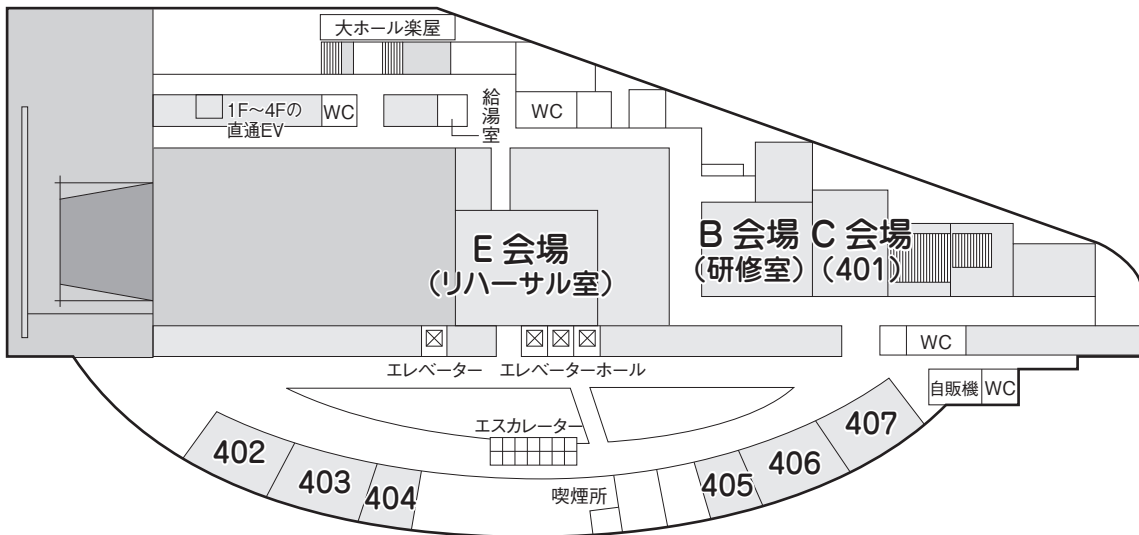 大ホール楽屋
1F〜4Fの
直通EV
WC
給湯室
WC
E 会場
(リハーサル室)
B 会場
(研修室)
C 会場
(401)
エレベーター
エレベーターホール
WC
自販機
WC
エスカレーター
402
403
404
喫煙所
405
406
407